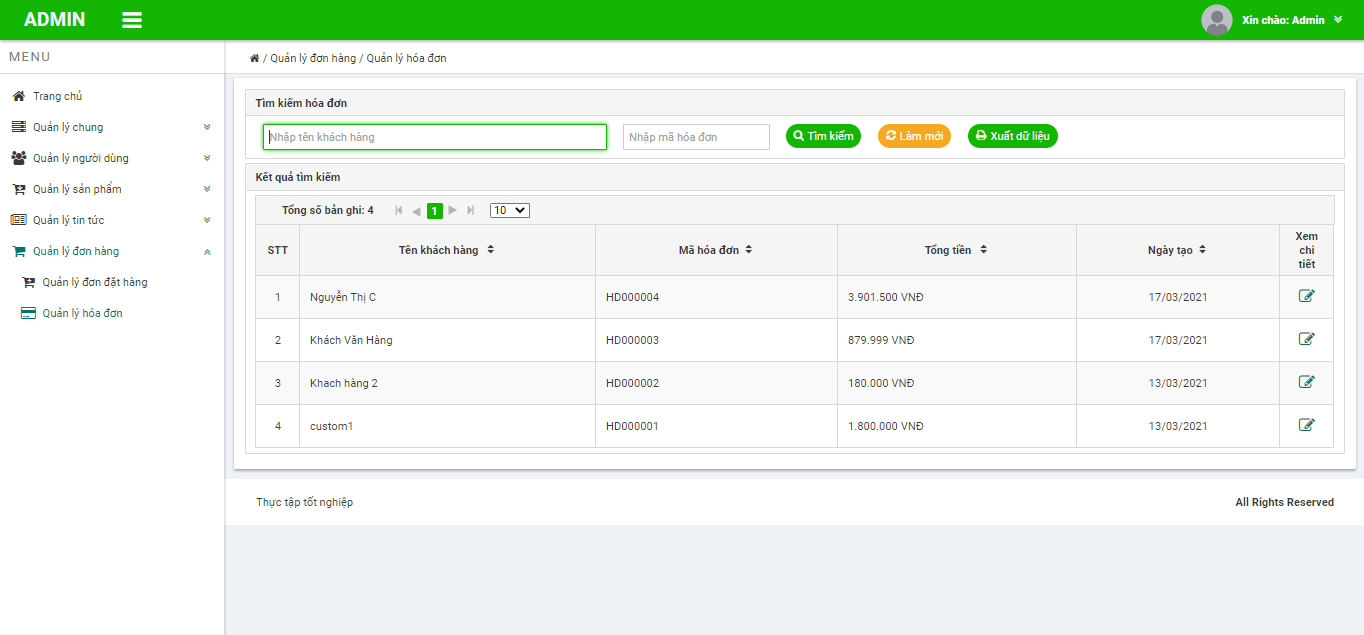 ADMIN
Xin chào: Admin
MENU
/ Quản lý đơn hàng / Quản lý hóa đơn
Trang chủ
Quản lý chung
Quản lý người dùng
Quản lý sản phẩm
Quản lý tin tức
Quản lý đơn hàng
Quản lý đơn đặt hàng
Quản lý hóa đơn
Tìm kiếm hóa đơn
Nhập tên khách hàng
Nhập mã hóa đơn
Tìm kiếm
Làm mới
Xuất dữ liệu
Kết quả tìm kiếm
Tổng số bản ghi: 4 1 10
STT Tên khách hàng Mã hóa đơn Tổng tiền Ngày tạo Xem chi tiết
1 Nguyễn Thị C HD000004 3.901.500 VNĐ 17/03/2021
2 Khách Văn Hàng HD000003 879.999 VNĐ 17/03/2021
3 Khach hàng 2 HD000002 180.000 VNĐ 13/03/2021
4 custom1 HD000001 1.800.000 VNĐ 13/03/2021
Thực tập tốt nghiệp
All Rights Reserved